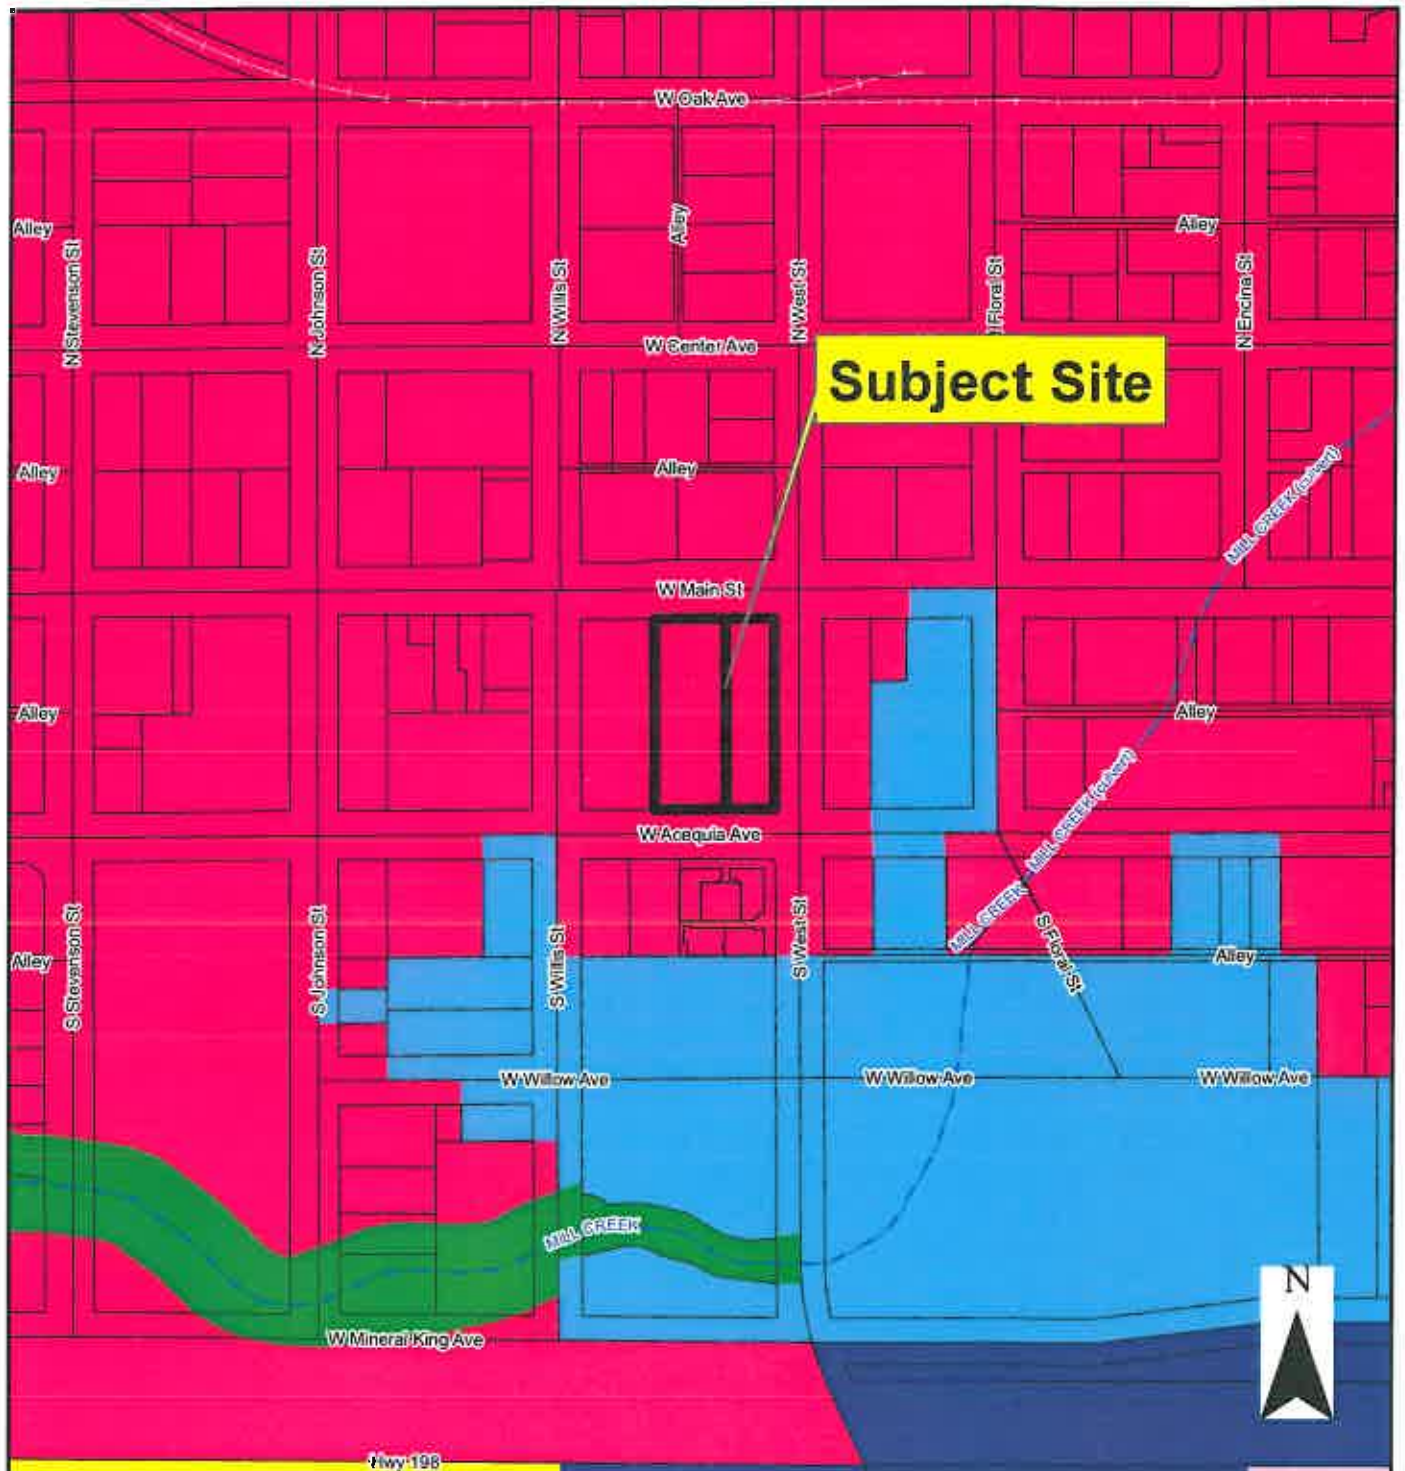 W Oak Ave
Alley
Alley
Alley
N Stevenson St
N Johnson St
N Willis St
N West St
Floral St
N Encina St
W Center Ave
Subject Site
Alley
Alley
MILL CREEK (culvert)
W Main St
Alley
Alley
MILL CREEK (culvert)
W Acequia Ave
MILL CREEK
S Floral St
S Stevenson St
S Johnson St
S Willis St
S West St
Alley
Alley
W Willow Ave
W Willow Ave
W Willow Ave
MILL CREEK
N
W Mineral King Ave
Hwy 198